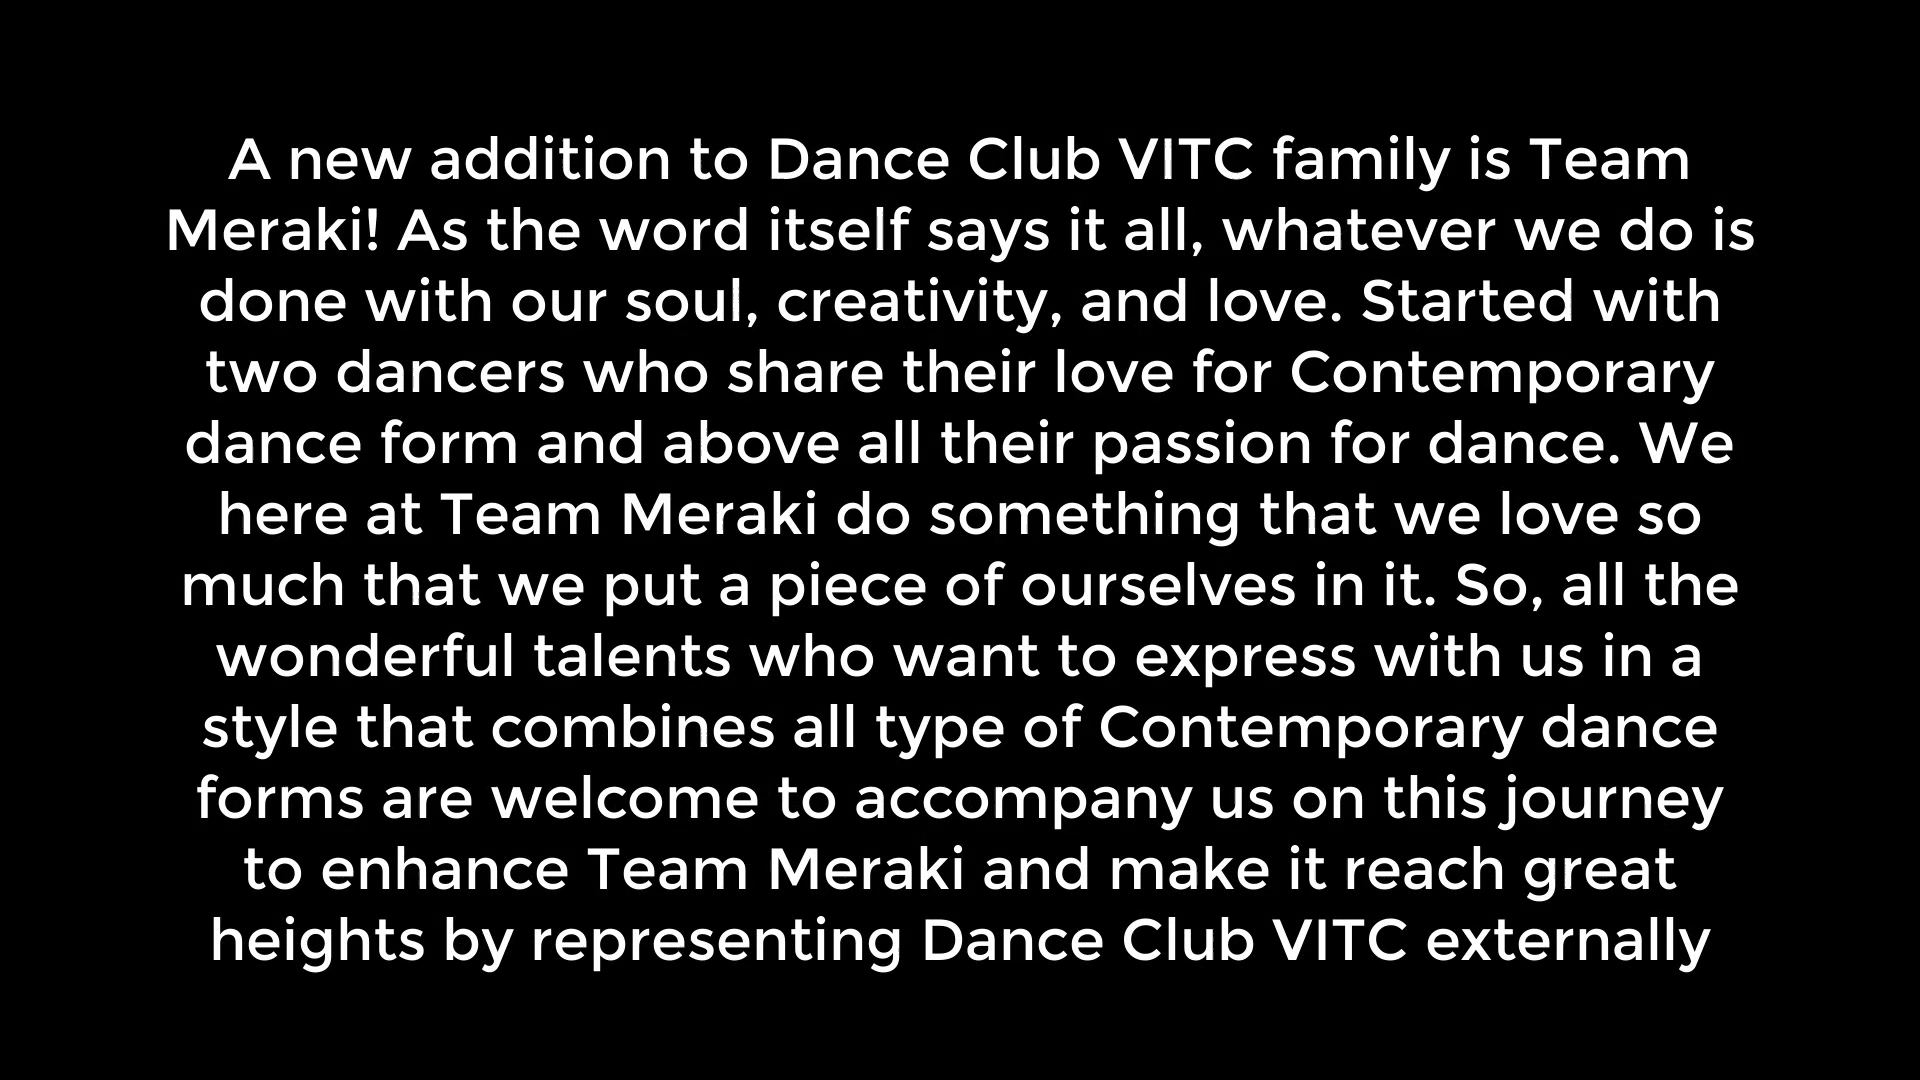 A new addition to Dance Club VITC family is Team
Meraki! As the word itself says it all, whatever we do is
done with our soul, creativity, and love. Started with
two dancers who share their love for Contemporary
dance form and above all their passion for dance. We
here at Team Meraki do something that we love so
much that we put a piece of ourselves in it. So, all the
wonderful talents who want to express with us in a
style that combines all type of Contemporary dance
forms are welcome to accompany us on this journey
to enhance Team Meraki and make it reach great
heights by representing Dance Club VITC externally